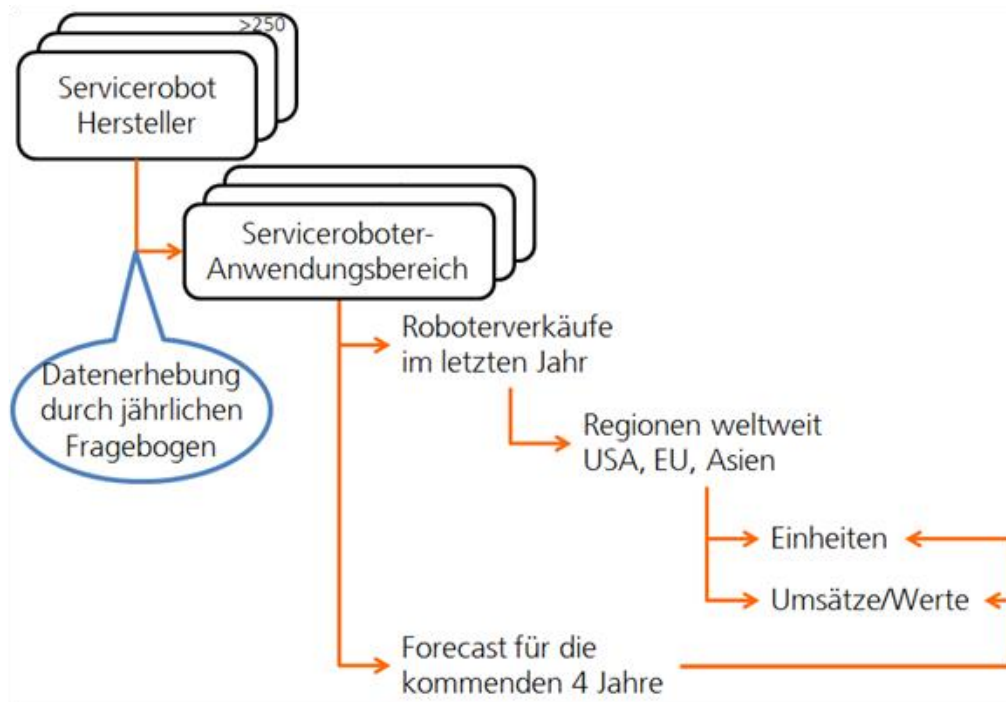 >250
Servicerobot
Hersteller
Serviceroboter-
Anwendungsbereich
Roboterverkäufe
im letzten Jahr
Datenerhebung
durch jährlichen
Fragebogen
Regionen weltweit
USA, EU, Asien
Einheiten
Umsätze/Werte
Forecast für die
kommenden 4 Jahre